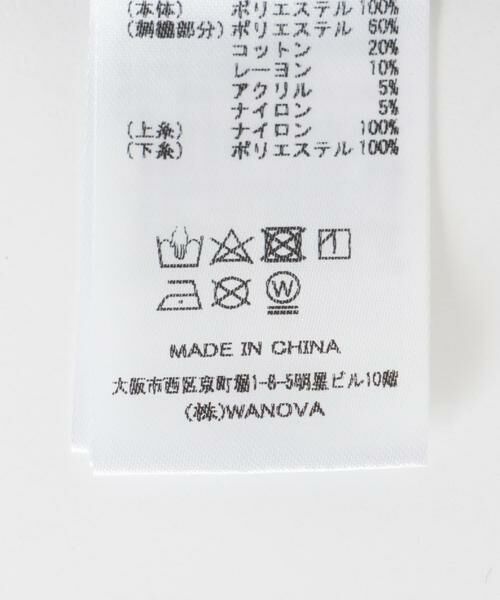 (本体) ポリエステル 100%
(刺繍部分) ポリエステル 60%
コットン 20%
レーヨン 10%
アクリル 5%
ナイロン 5%
(上糸) ナイロン 100%
(下糸) ポリエステル 100%
W
MADE IN CHINA
大阪市西区京町堀1-8-5明星ビル10階
(株)WANOVA